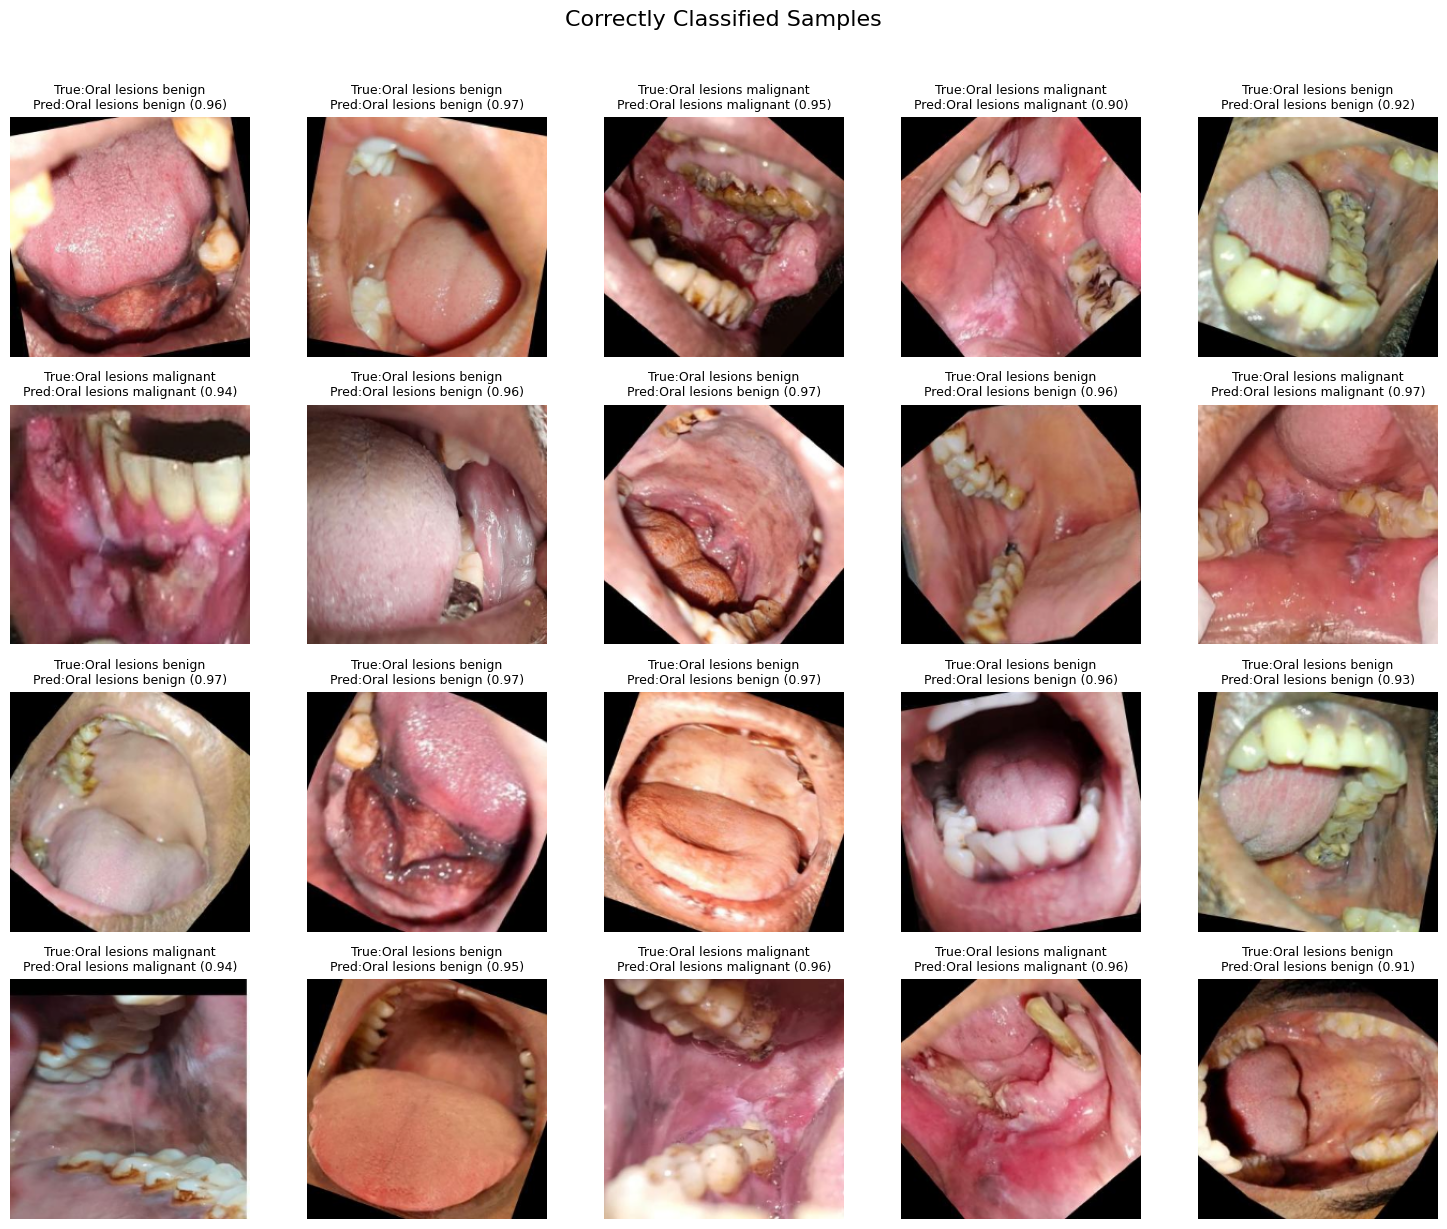 Correctly Classified Samples
True:Oral lesions benign
Pred:Oral lesions benign (0.96)
True:Oral lesions benign
Pred:Oral lesions benign (0.97)
True:Oral lesions malignant
Pred:Oral lesions malignant (0.95)
True:Oral lesions malignant
Pred:Oral lesions malignant (0.90)
True:Oral lesions benign
Pred:Oral lesions benign (0.92)
True:Oral lesions malignant
Pred:Oral lesions malignant (0.94)
True:Oral lesions benign
Pred:Oral lesions benign (0.96)
True:Oral lesions benign
Pred:Oral lesions benign (0.97)
True:Oral lesions benign
Pred:Oral lesions benign (0.96)
True:Oral lesions malignant
Pred:Oral lesions malignant (0.97)
True:Oral lesions benign
Pred:Oral lesions benign (0.97)
True:Oral lesions benign
Pred:Oral lesions benign (0.97)
True:Oral lesions benign
Pred:Oral lesions benign (0.97)
True:Oral lesions benign
Pred:Oral lesions benign (0.96)
True:Oral lesions benign
Pred:Oral lesions benign (0.93)
True:Oral lesions malignant
Pred:Oral lesions malignant (0.94)
True:Oral lesions benign
Pred:Oral lesions benign (0.95)
True:Oral lesions malignant
Pred:Oral lesions malignant (0.96)
True:Oral lesions malignant
Pred:Oral lesions malignant (0.96)
True:Oral lesions benign
Pred:Oral lesions benign (0.91)